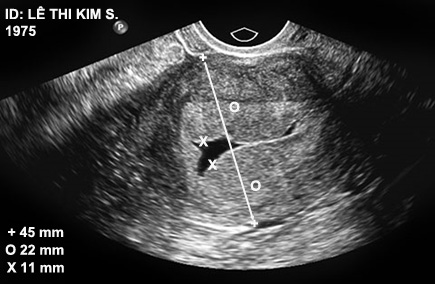 ID: LÊ THI KIM S.
1975
P
O
X
X
O
+ 45 mm
O 22 mm
X 11 mm